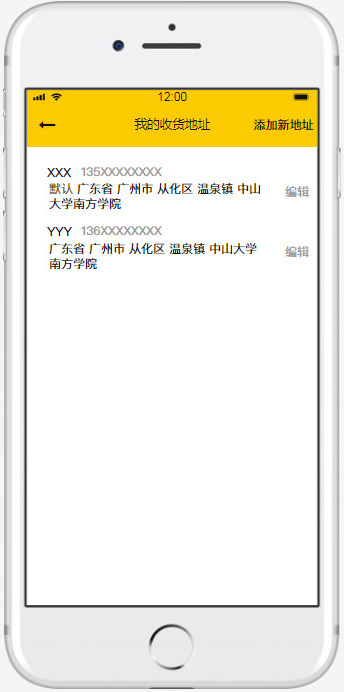 12:00
我的收货地址 添加新地址
XXX 135XXXXXXXX
默认 广东省 广州市 从化区 温泉镇 中山
大学南方学院
编辑
YYY 136XXXXXXXX
广东省 广州市 从化区 温泉镇 中山大学
南方学院
编辑